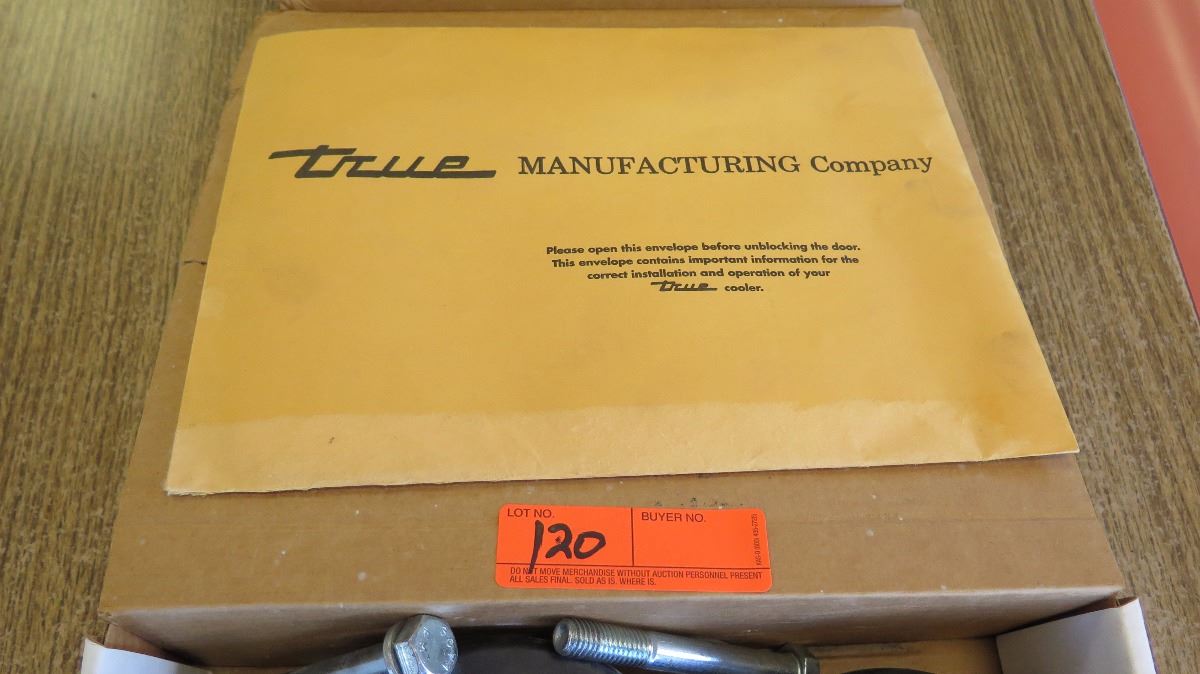 true MANUFACTURING Company
Please open this envelope before unblocking the door.
This envelope contains important information for the
correct installation and operation of your
true cooler.
LOT NO.
120
BUYER NO.
DO NOT MOVE MERCHANDISE WITHOUT AUCTION PERSONNEL PRESENT
ALL SALES FINAL. SOLD AS IS. WHERE IS.